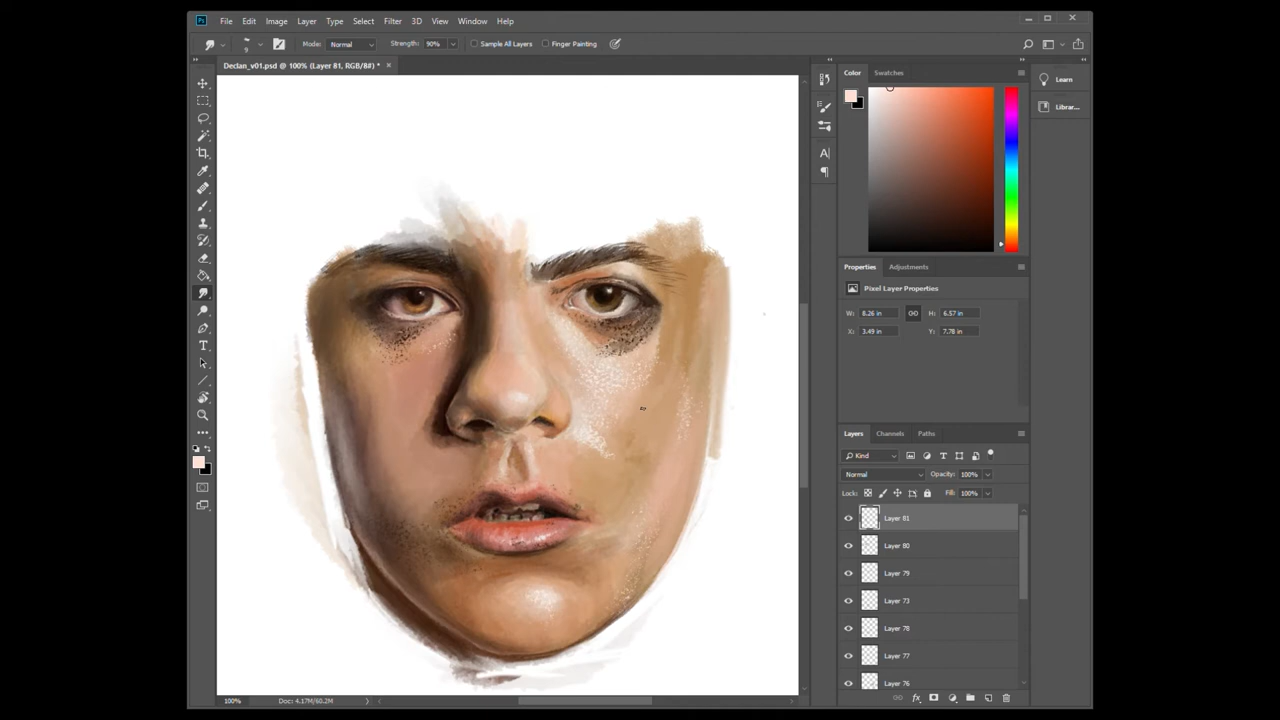 Ps File Edit Image Layer Type Select Filter 3D View Window Help
9 Mode: Normal Strength: 90% Sample All Layers Finger Painting
Declan_v01.psd @ 100% (Layer 81, RGB/8#) *
Color Swatches
Learn
Librar...
Properties Adjustments
Pixel Layer Properties
W: 8.26 in H: 6.57 in
X: 3.49 in Y: 7.78 in
Layers Channels Paths
Kind
Normal Opacity: 100%
Lock: Fill: 100%
Layer 81
Layer 80
Layer 79
Layer 73
Layer 78
Layer 77
Layer 76
100% Doc: 4.17M/60.2M